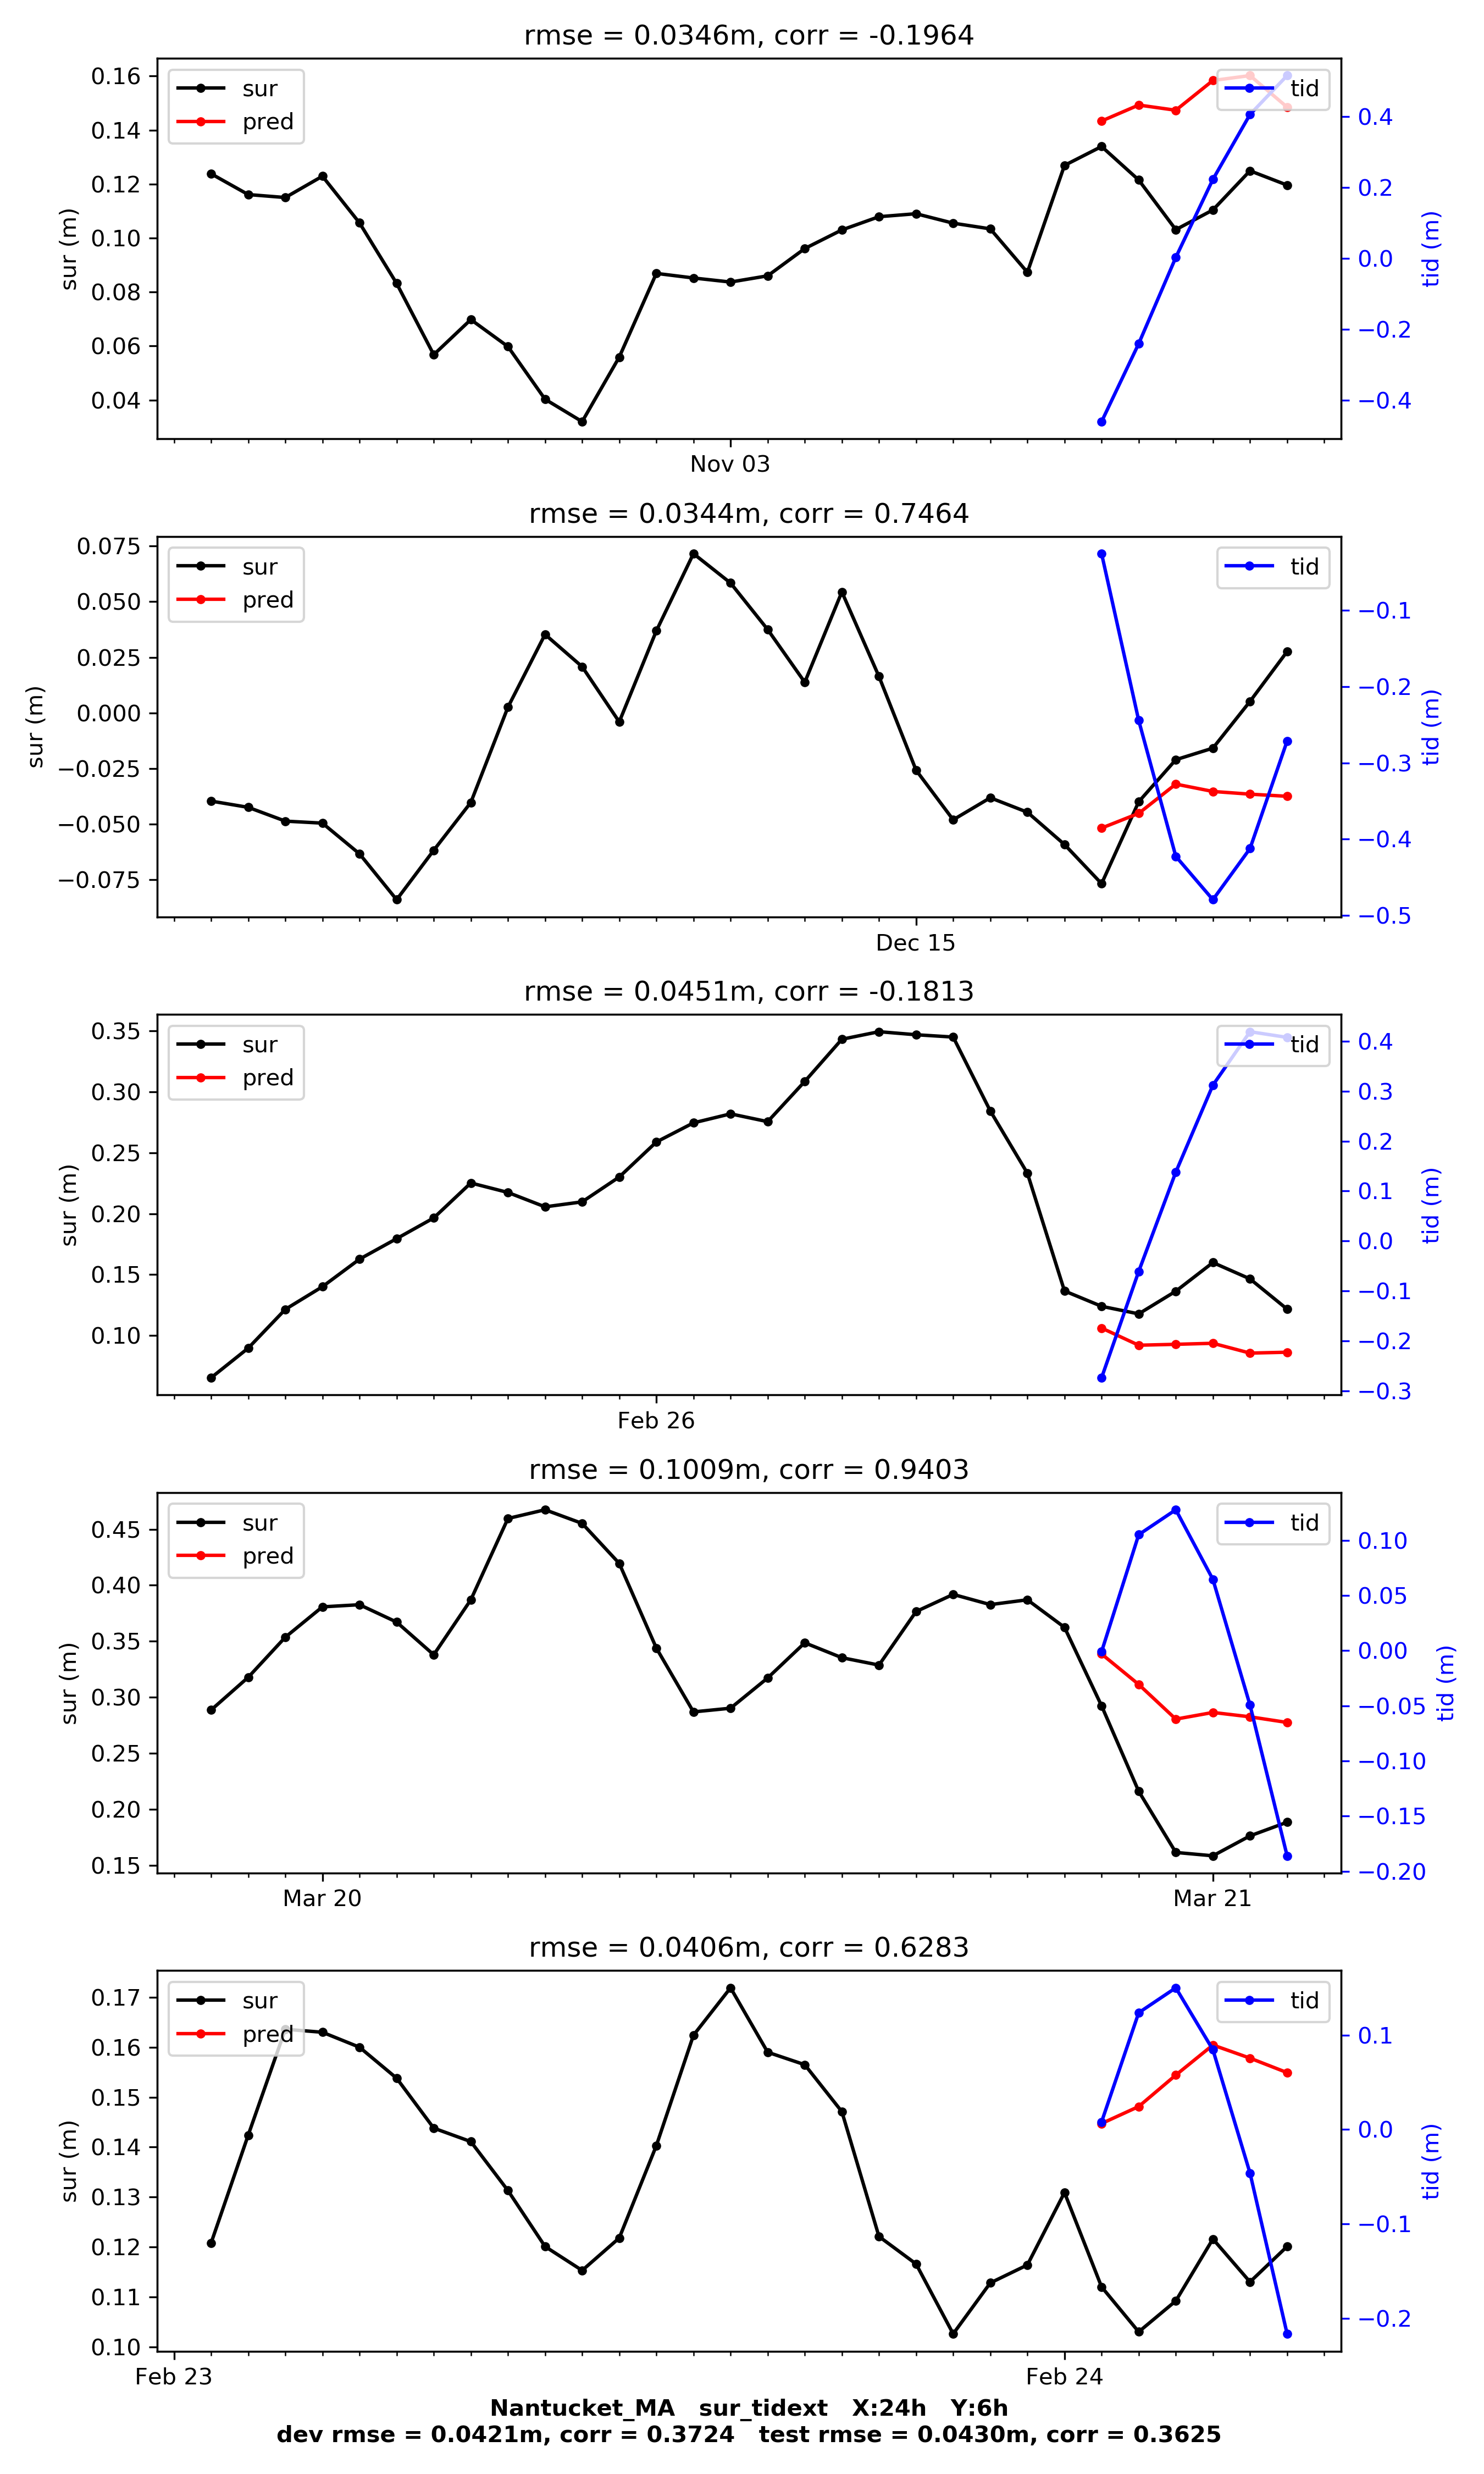 rmse = 0.0346m, corr = -0.1964
sur
pred
tid
0.16
0.14
0.12
0.10
0.08
0.06
0.04
sur (m)
0.4
0.2
0.0
−0.2
−0.4
tid (m)
Nov 03
rmse = 0.0344m, corr = 0.7464
sur
pred
tid
0.075
0.050
0.025
0.000
−0.025
−0.050
−0.075
sur (m)
−0.1
−0.2
−0.3
−0.4
−0.5
tid (m)
Dec 15
rmse = 0.0451m, corr = -0.1813
sur
pred
tid
0.35
0.30
0.25
0.20
0.15
0.10
sur (m)
0.4
0.3
0.2
0.1
0.0
−0.1
−0.2
−0.3
tid (m)
Feb 26
rmse = 0.1009m, corr = 0.9403
sur
pred
tid
0.45
0.40
0.35
0.30
0.25
0.20
0.15
sur (m)
0.10
0.05
0.00
−0.05
−0.10
−0.15
−0.20
tid (m)
Mar 20
Mar 21
rmse = 0.0406m, corr = 0.6283
sur
pred
tid
0.17
0.16
0.15
0.14
0.13
0.12
0.11
0.10
sur (m)
0.1
0.0
−0.1
−0.2
tid (m)
Feb 23
Feb 24
Nantucket_MA sur_tidext X:24h Y:6h
dev rmse = 0.0421m, corr = 0.3724 test rmse = 0.0430m, corr = 0.3625